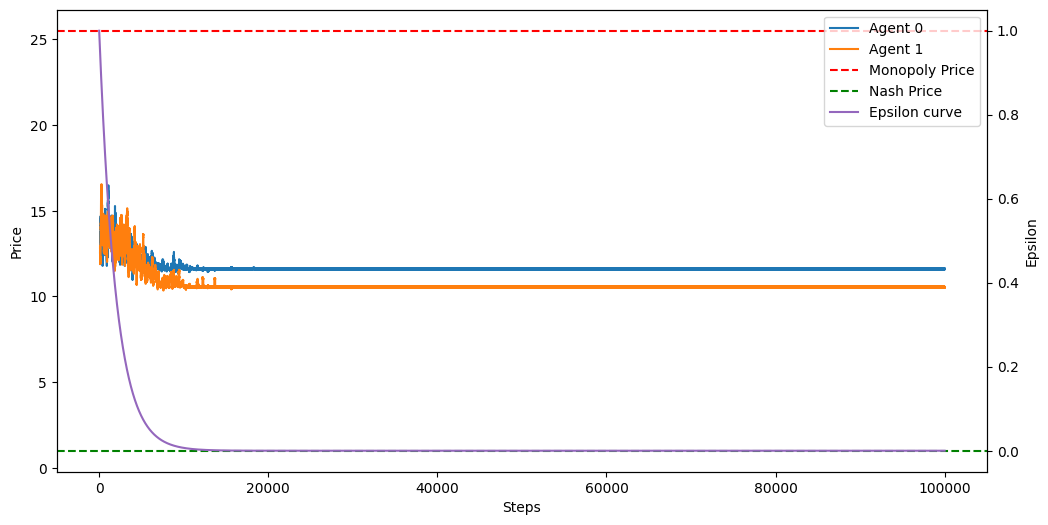 Agent 0
Agent 1
Monopoly Price
Nash Price
Epsilon curve
25
20
15
10
5
0
Price
1.0
0.8
0.6
0.4
0.2
0.0
Epsilon
0 20000 40000 60000 80000 100000
Steps